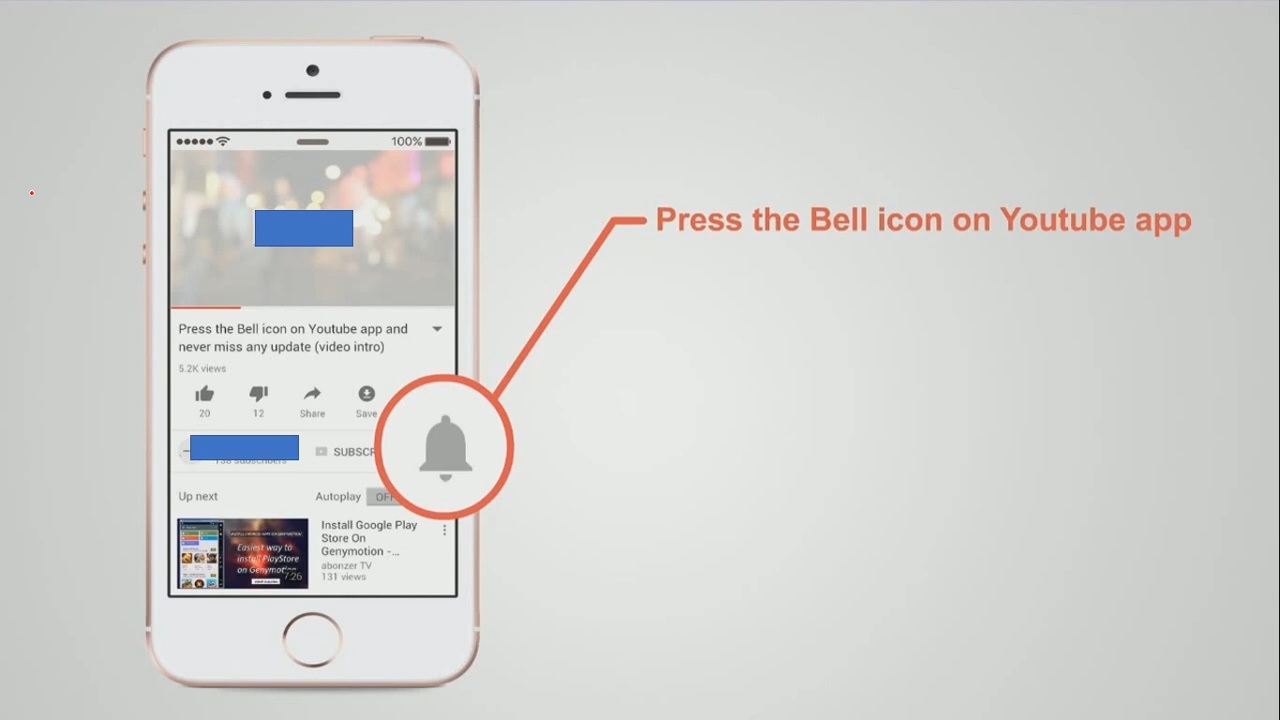 100%
Press the Bell icon on Youtube app
Press the Bell icon on Youtube app and
never miss any update (video intro)
5.2K views
20
12
Share
Save
138 subscribers
Up next
Autoplay
Install Google Play
Store On
Genymotion -...
abonzer TV
131 views
Easiest way to
install PlayStore
on Genymotion
7:26